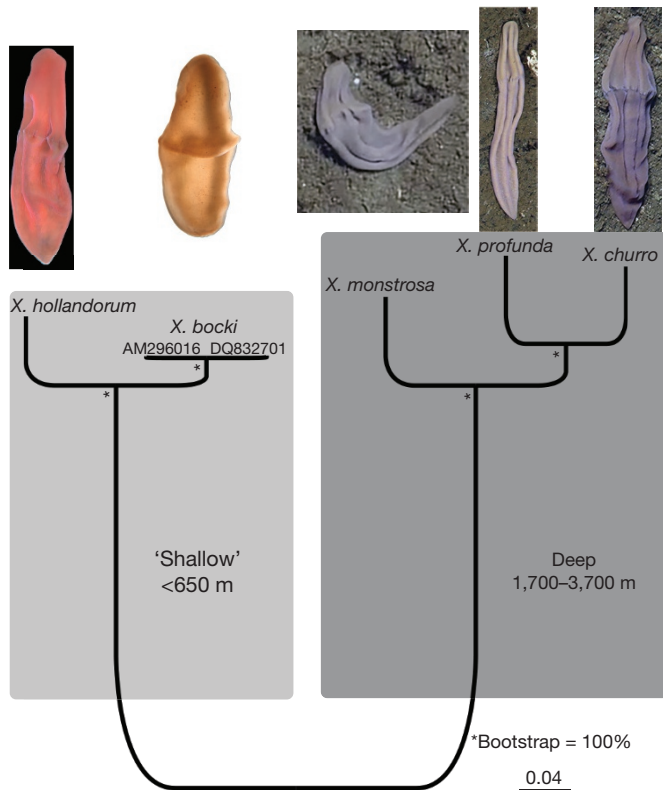 X. hollandorum
X. bocki
AM296016 DQ832701
X. monstrosa
X. profunda
X. churro
'Shallow'
<650 m
Deep
1,700–3,700 m
*
*
*
*
*Bootstrap = 100%
0.04